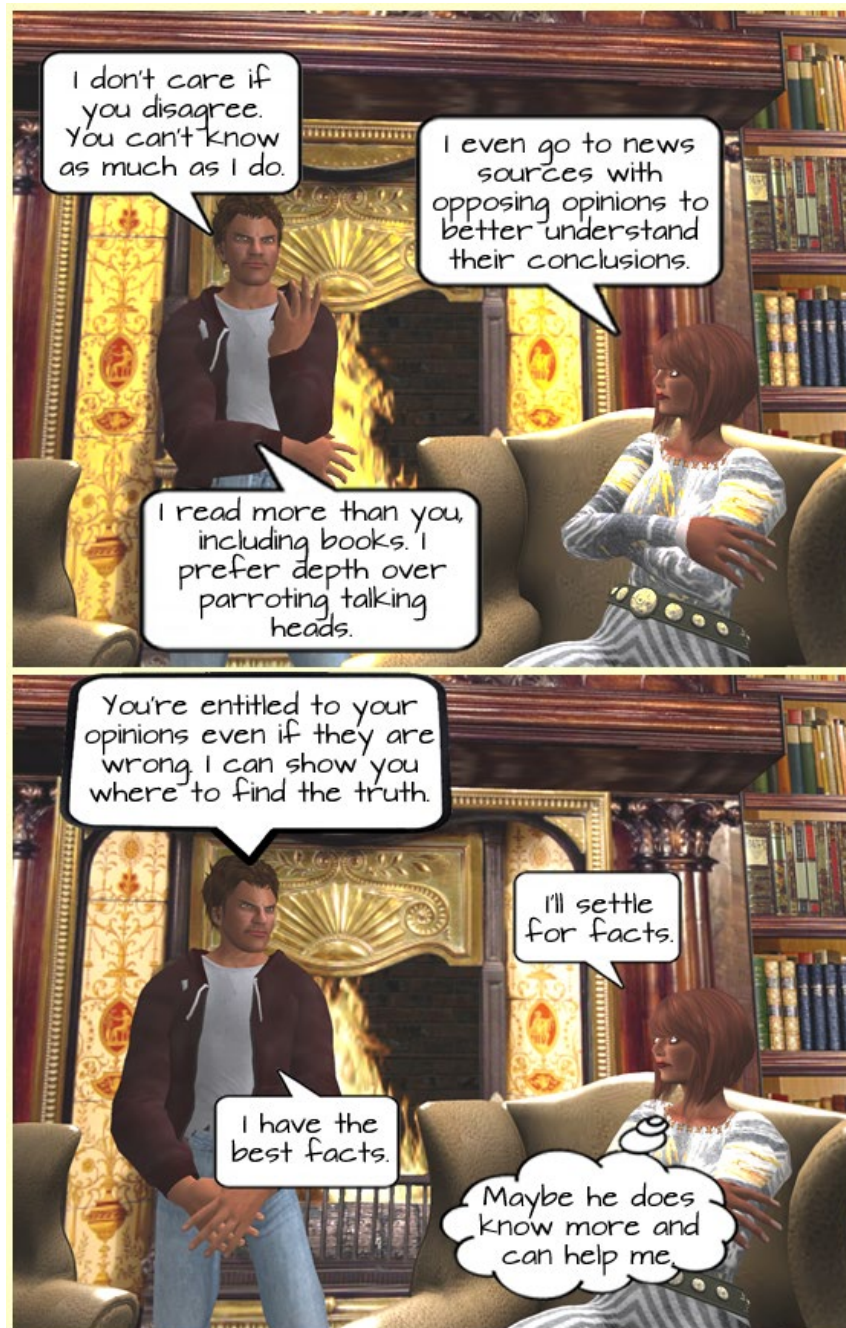 I don't care if
you disagree.
You can't know
as much as I do.
I even go to news
sources with
opposing opinions to
better understand
their conclusions.
I read more than you,
including books. I
prefer depth over
parroting talking
heads.
You're entitled to your
opinions even if they are
wrong. I can show you
where to find the truth.
I'll settle
for facts.
I have the
best facts.
Maybe he does
know more and
can help me.